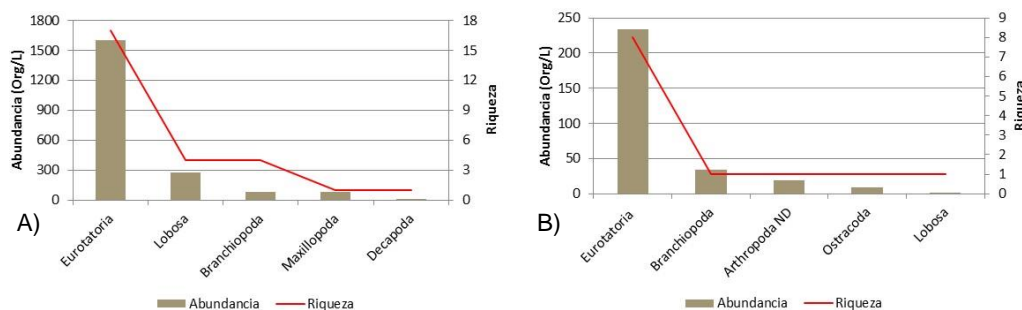 1800
1500
1200
900
600
300
0
Abundancia (Org/L)
18
15
12
9
6
3
0
Riqueza
Eurotatoria
Lobosa
Branchiopoda
Maxillopoda
Decapoda
A)
Abundancia Riqueza
250
200
150
100
50
0
Abundancia (Org/L)
9
8
7
6
5
4
3
2
1
0
Riqueza
Eurotatoria
Branchiopoda
Arthropoda ND
Ostracoda
Lobosa
B)
Abundancia Riqueza